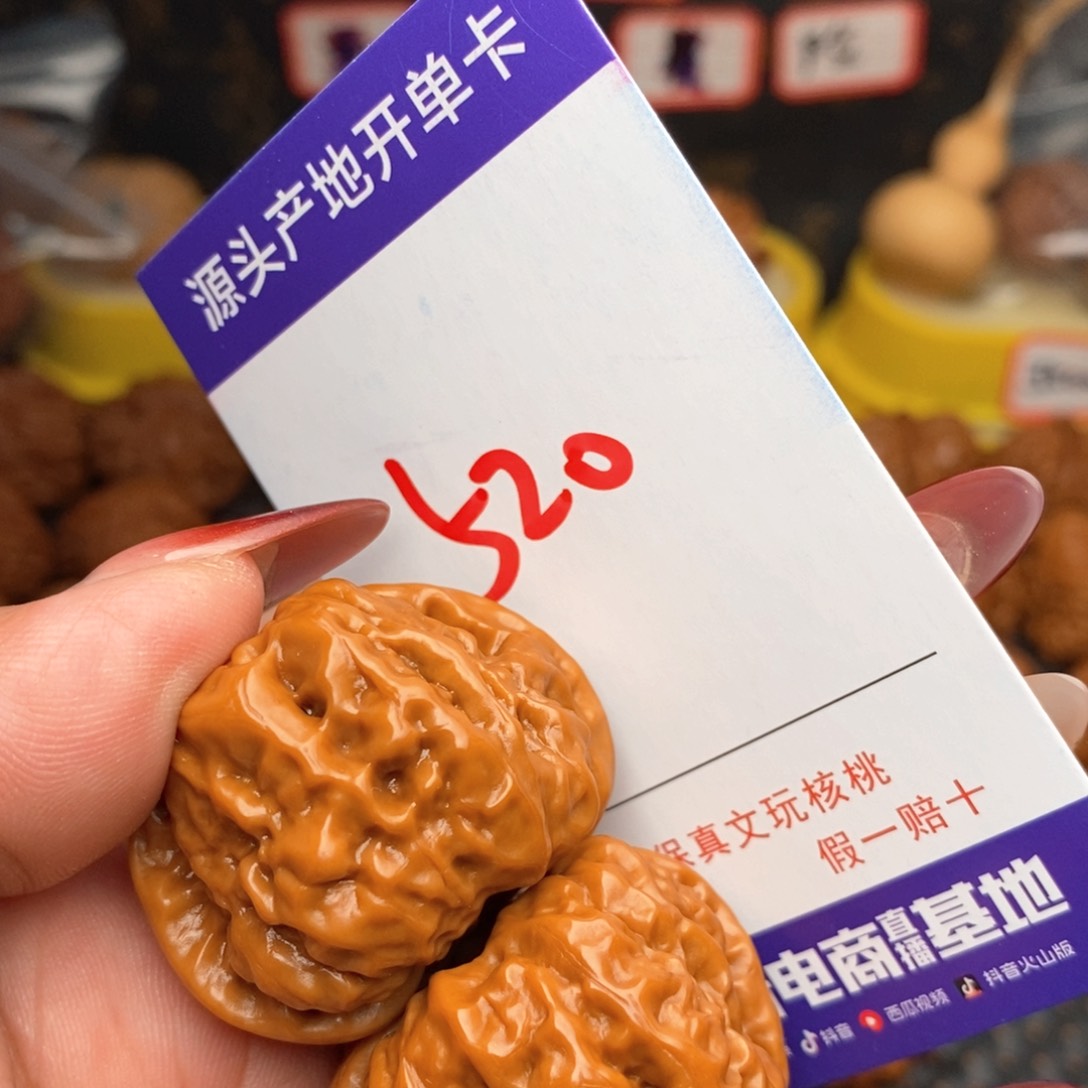 源头产地开单卡
520
保真文玩核桃
假一赔十
电商直播基地
抖音 西瓜视频 抖音火山版